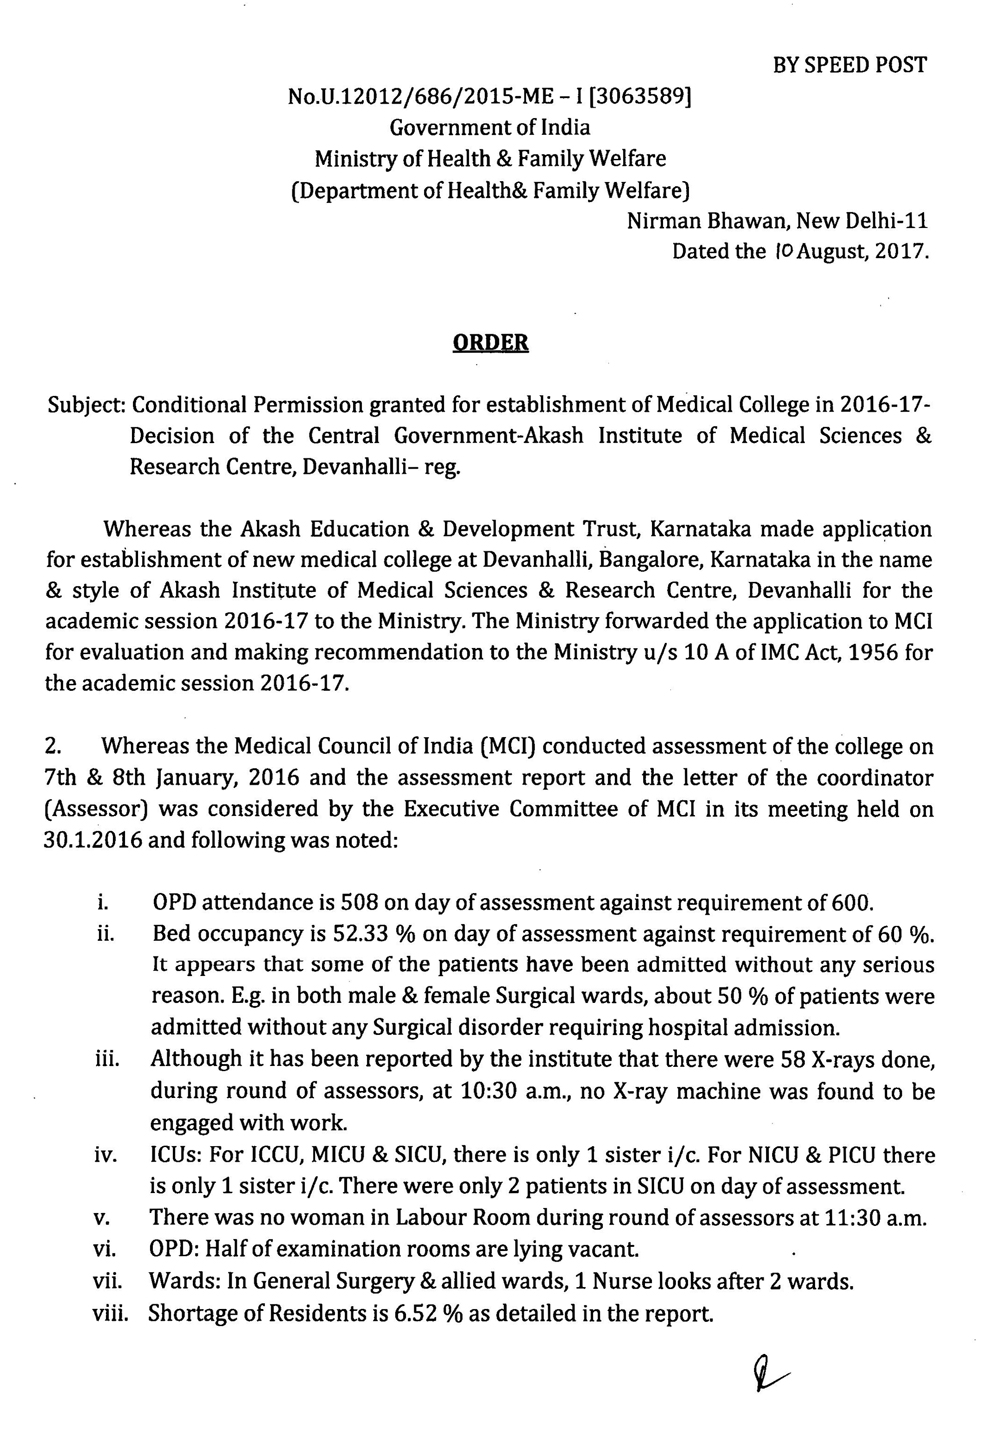 BY SPEED POST
No.U.12012/686/2015-ME – I [3063589]
Government of India
Ministry of Health & Family Welfare
(Department of Health& Family Welfare)
Nirman Bhawan, New Delhi-11
Dated the 10 August, 2017.
ORDER
Subject: Conditional Permission granted for establishment of Medical College in 2016-17-
Decision of the Central Government-Akash Institute of Medical Sciences &
Research Centre, Devanhalli– reg.
Whereas the Akash Education & Development Trust, Karnataka made application
for establishment of new medical college at Devanhalli, Bangalore, Karnataka in the name
& style of Akash Institute of Medical Sciences & Research Centre, Devanhalli for the
academic session 2016-17 to the Ministry. The Ministry forwarded the application to MCI
for evaluation and making recommendation to the Ministry u/s 10 A of IMC Act, 1956 for
the academic session 2016-17.
2. Whereas the Medical Council of India (MCI) conducted assessment of the college on
7th & 8th January, 2016 and the assessment report and the letter of the coordinator
(Assessor) was considered by the Executive Committee of MCI in its meeting held on
30.1.2016 and following was noted:
i. OPD attendance is 508 on day of assessment against requirement of 600.
ii. Bed occupancy is 52.33 % on day of assessment against requirement of 60 %.
It appears that some of the patients have been admitted without any serious
reason. E.g. in both male & female Surgical wards, about 50 % of patients were
admitted without any Surgical disorder requiring hospital admission.
iii. Although it has been reported by the institute that there were 58 X-rays done,
during round of assessors, at 10:30 a.m., no X-ray machine was found to be
engaged with work.
iv. ICUs: For ICCU, MICU & SICU, there is only 1 sister i/c. For NICU & PICU there
is only 1 sister i/c. There were only 2 patients in SICU on day of assessment.
v. There was no woman in Labour Room during round of assessors at 11:30 a.m.
vi. OPD: Half of examination rooms are lying vacant.
vii. Wards: In General Surgery & allied wards, 1 Nurse looks after 2 wards.
viii. Shortage of Residents is 6.52 % as detailed in the report.